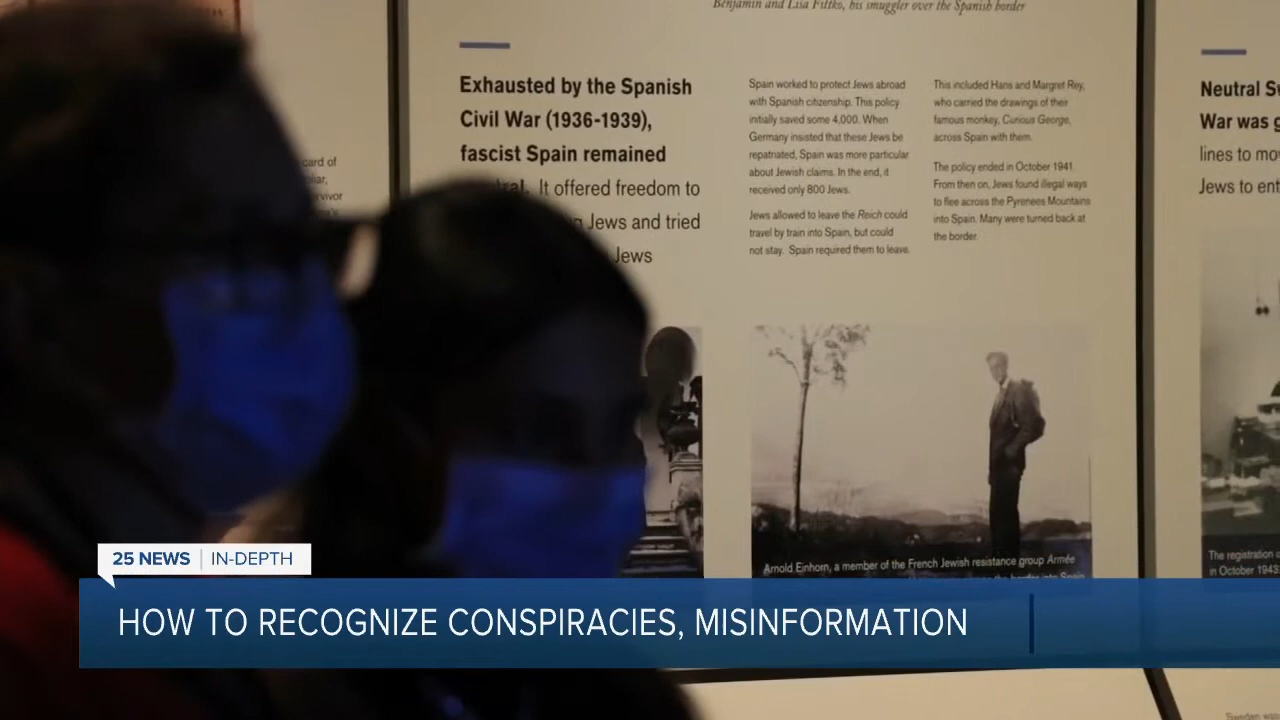 Benjamin and Lisa Fittko, his smuggler over the Spanish border
card of
rvivor
Exhausted by the Spanish
Civil War (1936-1939),
fascist Spain remained
It offered freedom to
Jews and tried
Jews
Spain worked to protect Jews abroad
with Spanish citizenship. This policy
initially saved some 4,000. When
Germany insisted that these Jews be
repatriated, Spain was more particular
about Jewish claims. In the end, it
received only 800 Jews.
Jews allowed to leave the Reich could
travel by train into Spain, but could
not stay. Spain required them to leave.
This included Hans and Margret Rey,
who carried the drawings of their
famous monkey, Curious George,
across Spain with them.
The policy ended in October 1941.
From then on, Jews found illegal ways
to flee across the Pyrenees Mountains
into Spain. Many were turned back at
the border.
Neutral
War was
lines to
Jews to
Arnold Einhorn, a member of the French Jewish resistance group Armée
the border into Spain
The registration
in October 1943
25 NEWS | IN-DEPTH
HOW TO RECOGNIZE CONSPIRACIES, MISINFORMATION